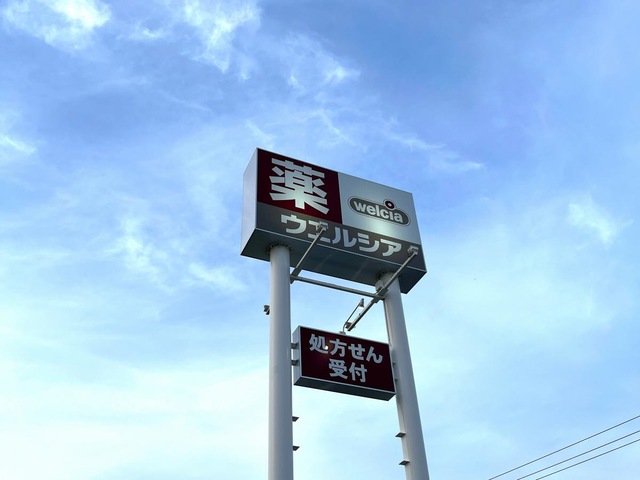 薬
welcia
ウエルシア
処方せん
受付